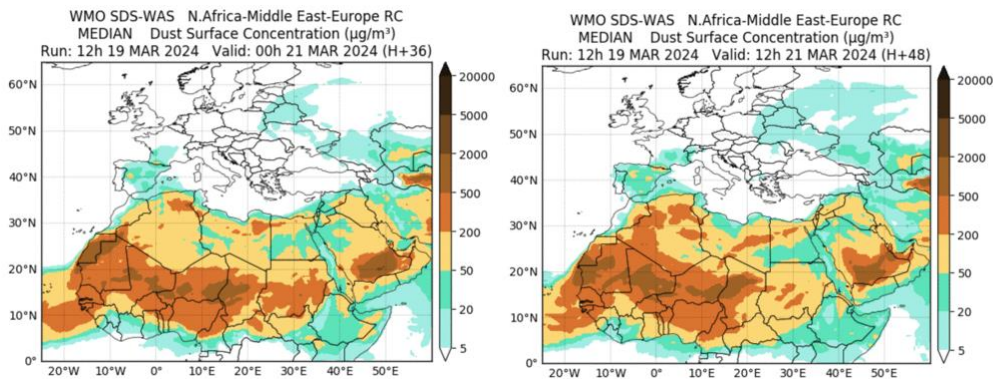 WMO SDS-WAS N.Africa-Middle East-Europe RC
MEDIAN Dust Surface Concentration (µg/m³)
Run: 12h 19 MAR 2024 Valid: 00h 21 MAR 2024 (H+36)
60°N
50°N
40°N
30°N
20°N
10°N
0°
20°W
10°W
0°
10°E
20°E
30°E
40°E
50°E
20000
5000
2000
500
200
50
20
5
WMO SDS-WAS N.Africa-Middle East-Europe RC
MEDIAN Dust Surface Concentration (µg/m³)
Run: 12h 19 MAR 2024 Valid: 12h 21 MAR 2024 (H+48)
60°N
50°N
40°N
30°N
20°N
10°N
0°
20°W
10°W
0°
10°E
20°E
30°E
40°E
50°E
20000
5000
2000
500
200
50
20
5